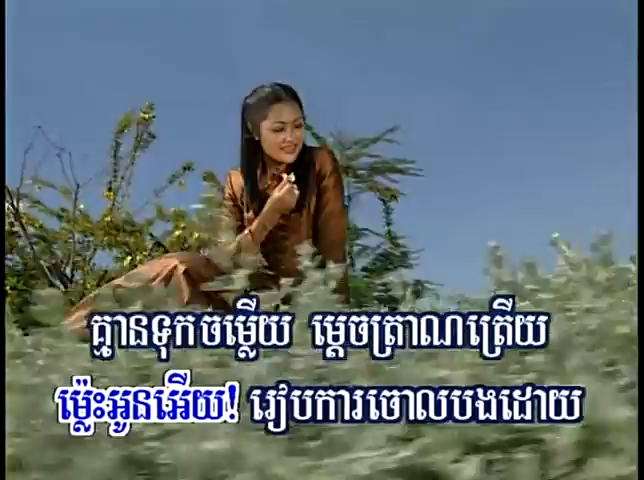 គ្មានទុកចម្លើយ ម្ដេចត្រាណត្រើយ
ម្ល៉េះអូនអើយ! រៀបការចោលបងដោយ